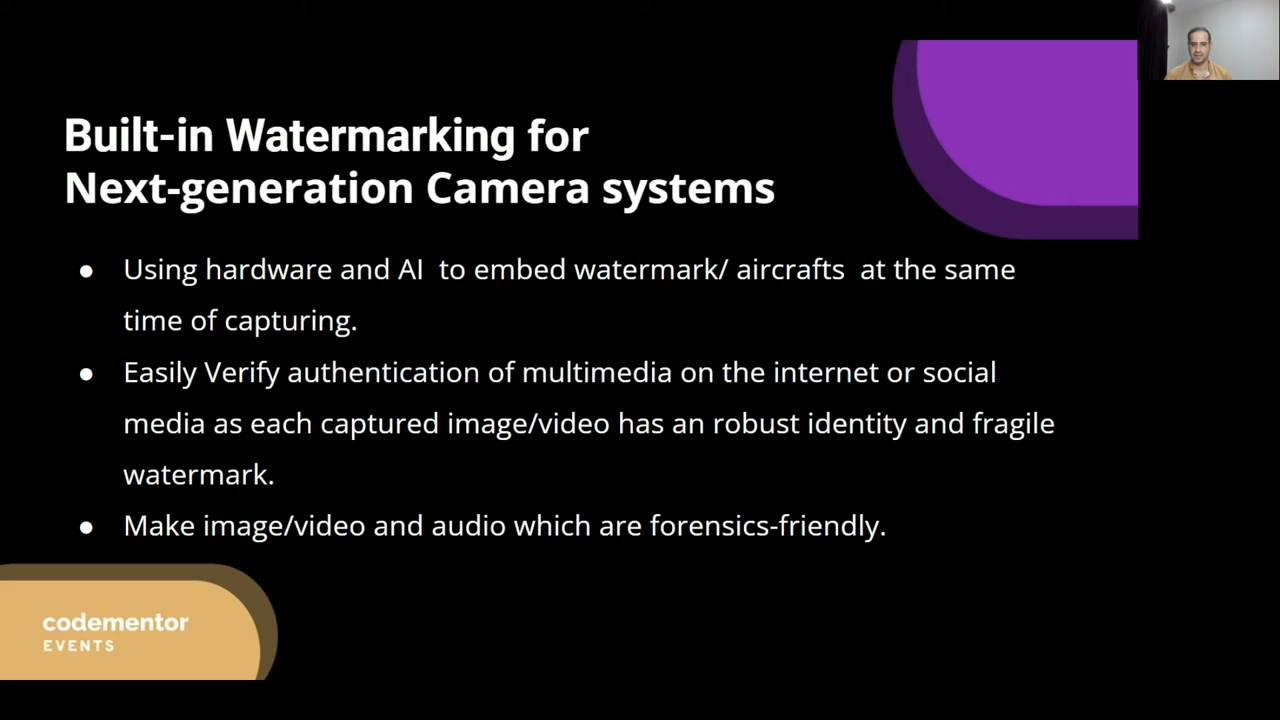 Built-in Watermarking for
Next-generation Camera systems
● Using hardware and AI to embed watermark/ aircrafts at the same
time of capturing.
● Easily Verify authentication of multimedia on the internet or social
media as each captured image/video has an robust identity and fragile
watermark.
● Make image/video and audio which are forensics-friendly.
codementor
EVENTS